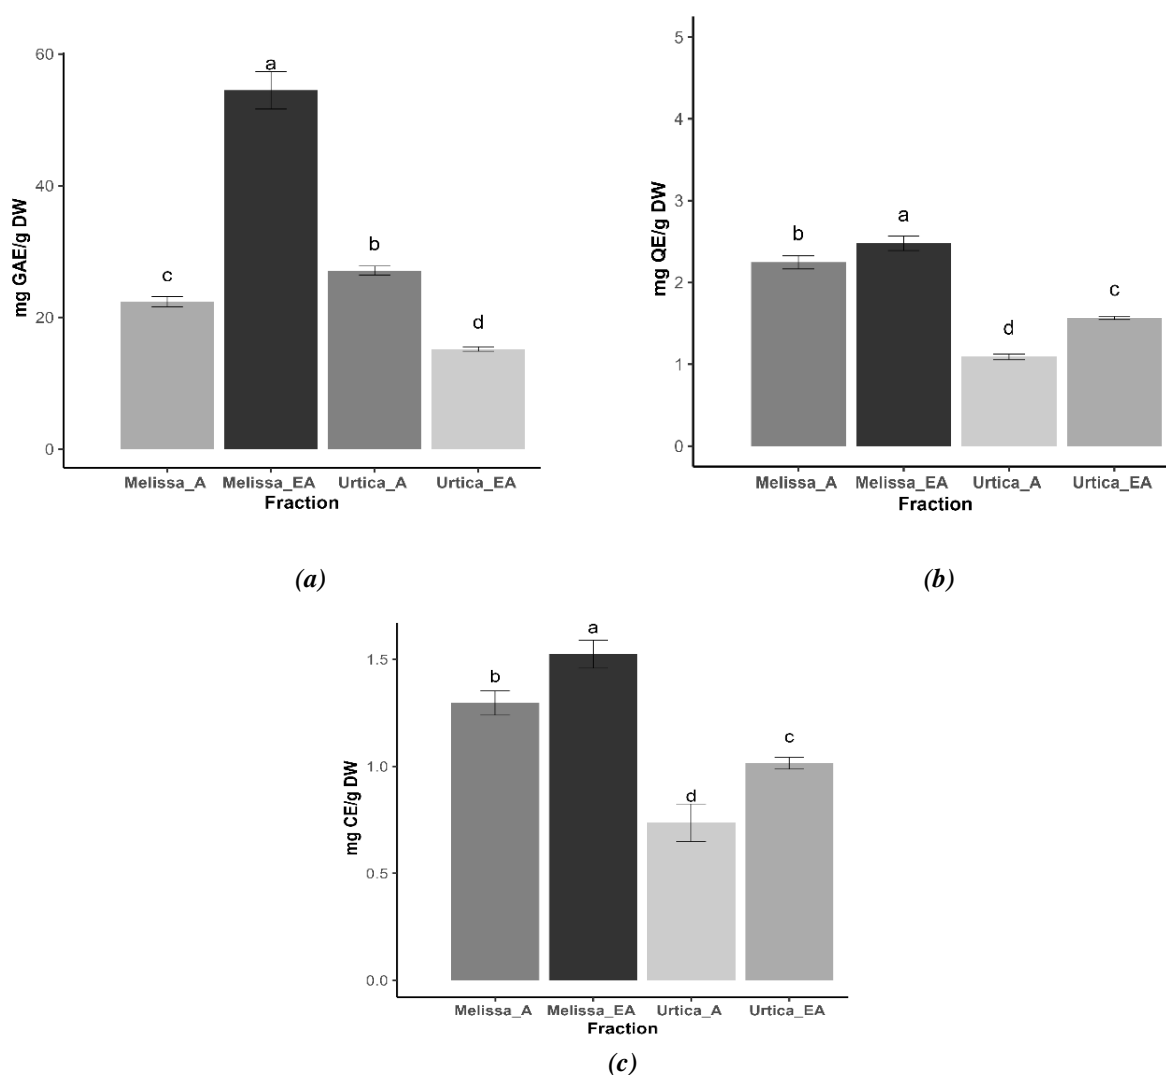 60
40
20
0
mg GAE/g DW
a
b
c
d
Melissa_A Melissa_EA Urtica_A Urtica_EA
Fraction
(a)
5
4
3
2
1
0
mg QE/g DW
a
b
c
d
Melissa_A Melissa_EA Urtica_A Urtica_EA
Fraction
(b)
1.5
1.0
0.5
0.0
mg CE/g DW
a
b
c
d
Melissa_A Melissa_EA Urtica_A Urtica_EA
Fraction
(c)